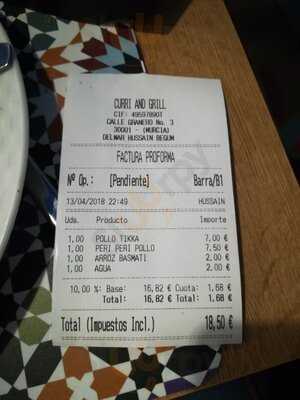 CURRI AND GRILL
CIF: 49597890T
CALLE GRANERO No. 3
30001 - (MURCIA)
DELWAR HUSSAIN BEGUM
FACTURA PROFORMA
Nº Op.: [Pendiente] Barra/B1
13/04/2018 22:49 HUSSAIN
Uds. Producto Importe
1,00 POLLO TIKKA 7,00 €
1,00 PERI PERI POLLO 7,50 €
1,00 ARROZ BASMATI 2,00 €
1,00 AGUA 2,00 €
10,00 %: Base: 16,82 € Cuota: 1,68 €
Total: 16,82 € Total: 1,68 €
Total (Impuestos Incl.) 18,50 €